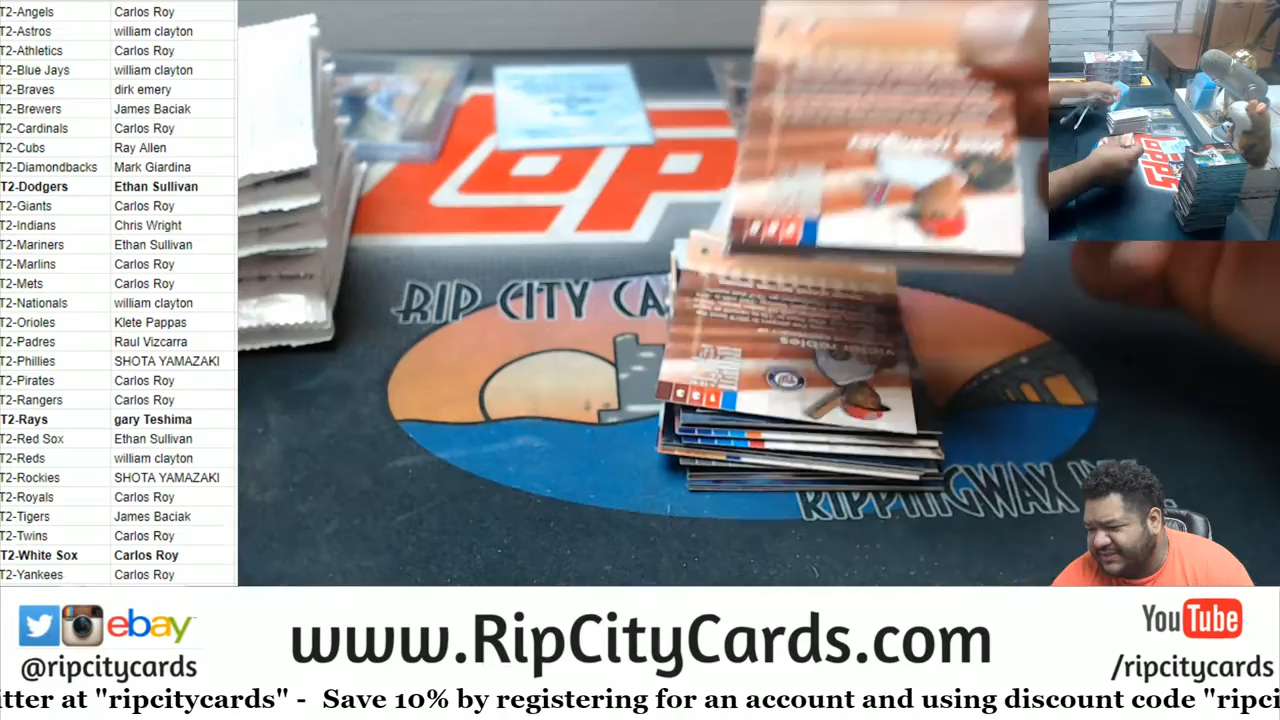 T2-Angels Carlos Roy
T2-Astros william clayton
T2-Athletics Carlos Roy
T2-Blue Jays william clayton
T2-Braves dirk emery
T2-Brewers James Baciak
T2-Cardinals Carlos Roy
T2-Cubs Ray Allen
T2-Diamondbacks Mark Giardina
T2-Dodgers Ethan Sullivan
T2-Giants Carlos Roy
T2-Indians Chris Wright
T2-Mariners Ethan Sullivan
T2-Marlins Carlos Roy
T2-Mets Carlos Roy
T2-Nationals william clayton
T2-Orioles Klete Pappas
T2-Padres Raul Vizcarra
T2-Phillies SHOTA YAMAZAKI
T2-Pirates Carlos Roy
T2-Rangers Carlos Roy
T2-Rays gary Teshima
T2-Red Sox Ethan Sullivan
T2-Reds william clayton
T2-Rockies SHOTA YAMAZAKI
T2-Royals Carlos Roy
T2-Tigers James Baciak
T2-Twins Carlos Roy
T2-White Sox Carlos Roy
T2-Yankees Carlos Roy
RIP CITY CA
victor robles
RIPPINGWAX
ebay
@ripcitycards
www.RipCityCards.com
YouTube
/ripcitycards
itter at "ripcitycards" - Save 10% by registering for an account and using discount code "ripci